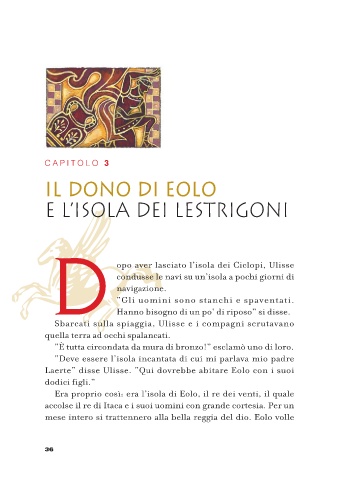 CAPITOLO 3
IL DONO DI EOLO
E L'ISOLA DEI LESTRIGONI
Dopo aver lasciato l'isola dei Ciclopi, Ulisse
condusse le navi su un'isola a pochi giorni di
navigazione.
"Gli uomini sono stanchi e spaventati.
Hanno bisogno di un po' di riposo" si disse.
Sbarcati sulla spiaggia, Ulisse e i compagni scrutavano
quella terra ad occhi spalancati.
"È tutta circondata da mura di bronzo!" esclamò uno di loro.
"Deve essere l'isola incantata di cui mi parlava mio padre
Laerte" disse Ulisse. "Qui dovrebbe abitare Eolo con i suoi
dodici figli."
Era proprio così: era l'isola di Eolo, il re dei venti, il quale
accolse il re di Itaca e i suoi uomini con grande cortesia. Per un
mese intero si trattennero alla bella reggia del dio. Eolo volle
36